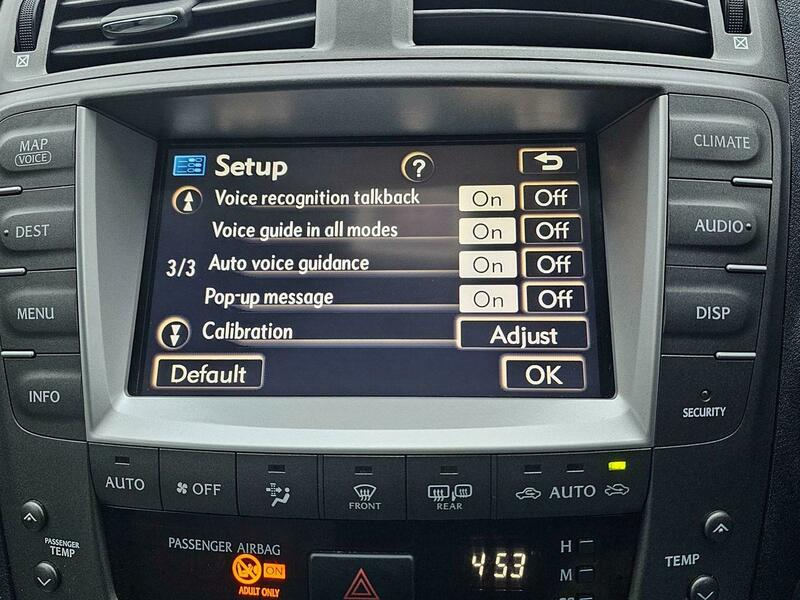 MAP
VOICE
DEST
MENU
INFO
Setup
?
Voice recognition talkback On Off
Voice guide in all modes On Off
3/3
Auto voice guidance On Off
Pop-up message On Off
Calibration Adjust
Default OK
CLIMATE
AUDIO
DISP
SECURITY
AUTO
OFF
FRONT
REAR
AUTO
PASSENGER
TEMP
PASSENGER AIRBAG
ON
ADULT ONLY
4 53
H
M
TEMP